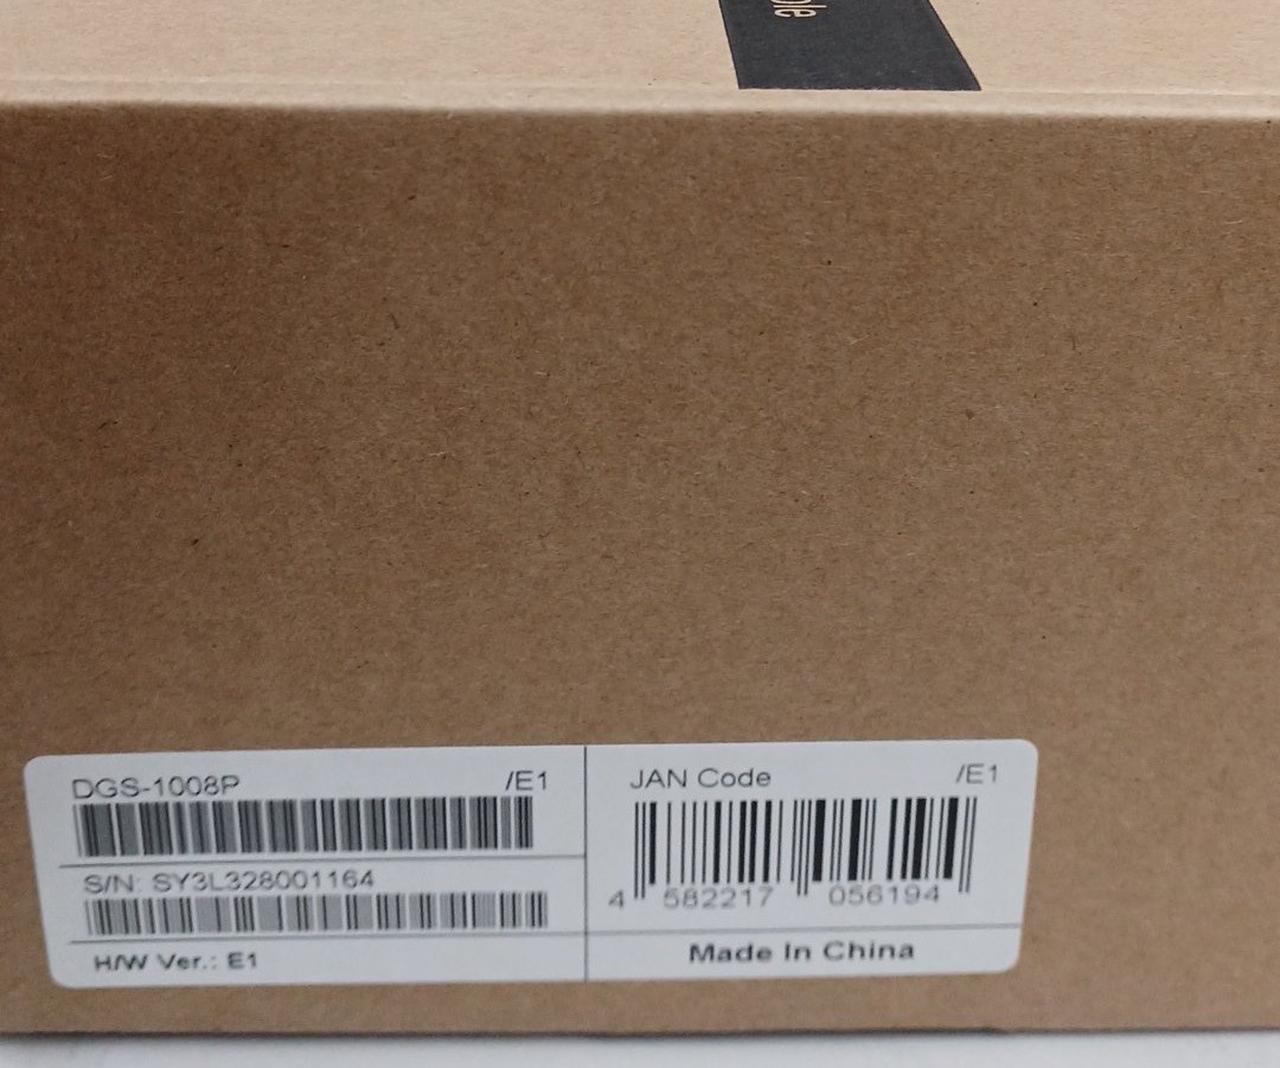 DGS-1008P /E1
S/N: SY3L328001164
H/W Ver.: E1
JAN Code /E1
4 582217 056194
Made In China